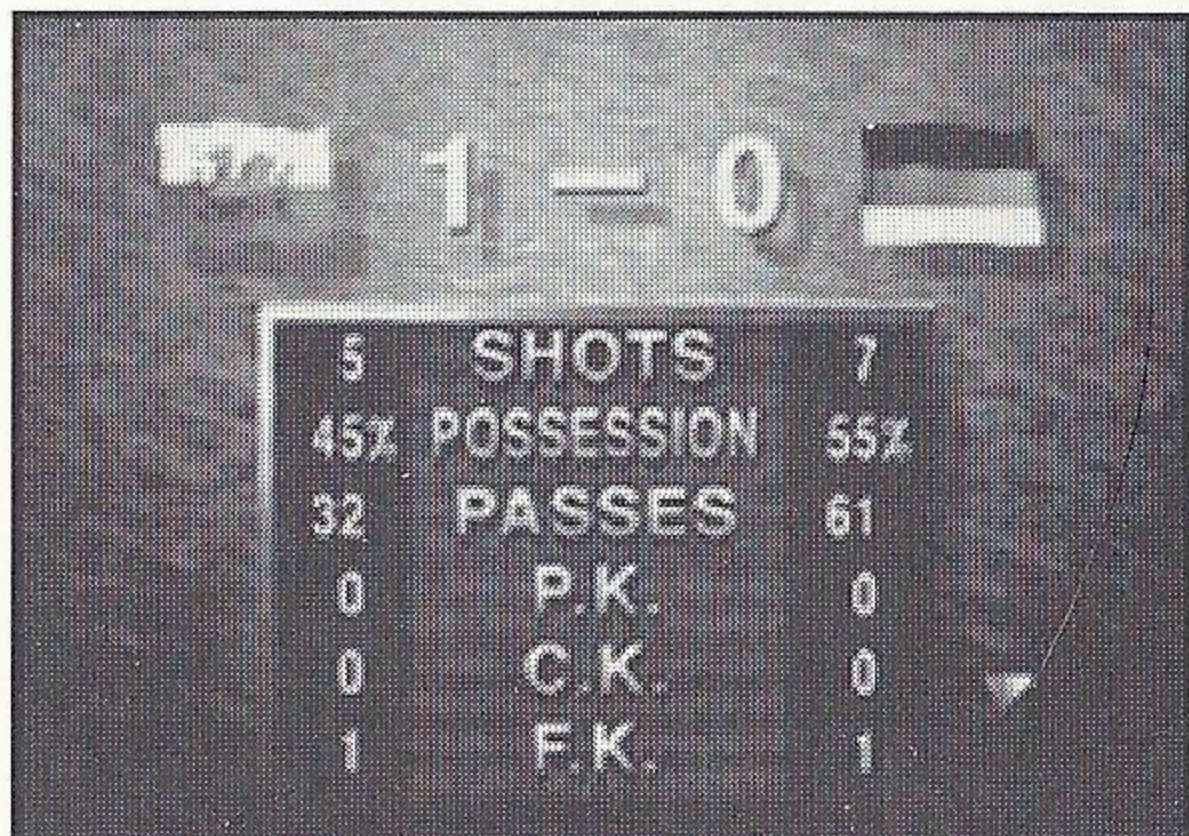 1 – 0
5 SHOTS 7
45% POSSESSION 55%
32 PASSES 61
0 P.K. 0
0 C.K. 0
1 F.K. 1